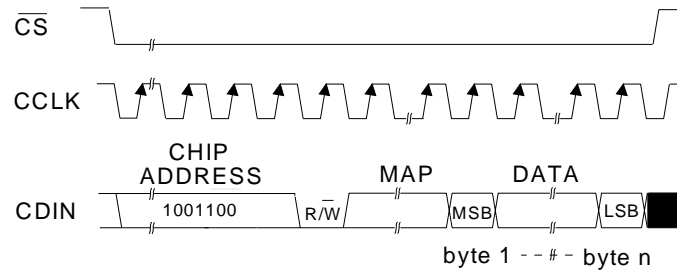 CS
CCLK
CHIP
ADDRESS
MAP
DATA
CDIN
1001100
R/W
MSB
LSB
byte 1
byte n